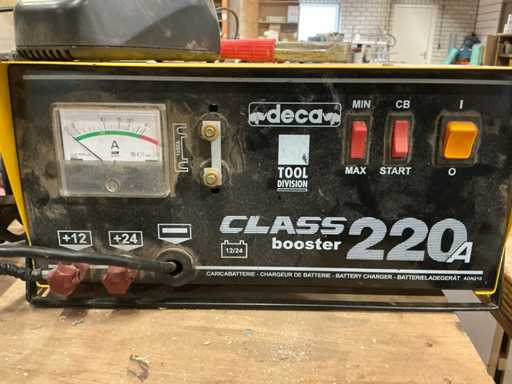 deca
MIN CB I
MAX START O
A
TOOL
DIVISION
+12 +24
12/24
CLASS 220A
booster
CARICABATTERIE - CHARGEUR DE BATTERIE - BATTERY CHARGER - BATTERIELADEGERÄT